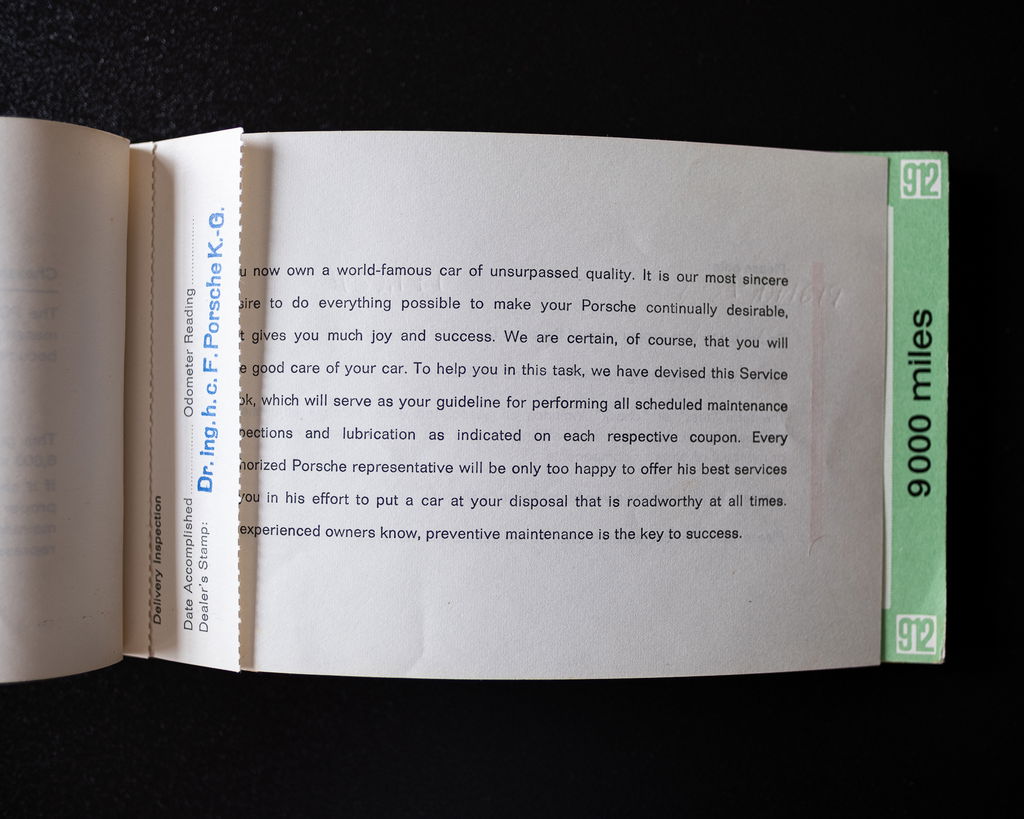 Delivery Inspection
Date Accomplished .......... Odometer Reading ..........
Dealer's Stamp: Dr. ing. h. c. F. Porsche K.-G.
now own a world-famous car of unsurpassed quality. It is our most sincere
to do everything possible to make your Porsche continually desirable,
gives you much joy and success. We are certain, of course, that you will
good care of your car. To help you in this task, we have devised this Service
which will serve as your guideline for performing all scheduled maintenance
and lubrication as indicated on each respective coupon. Every
Porsche representative will be only too happy to offer his best services
you in his effort to put a car at your disposal that is roadworthy at all times.
experienced owners know, preventive maintenance is the key to success.
912
9 000 miles
912